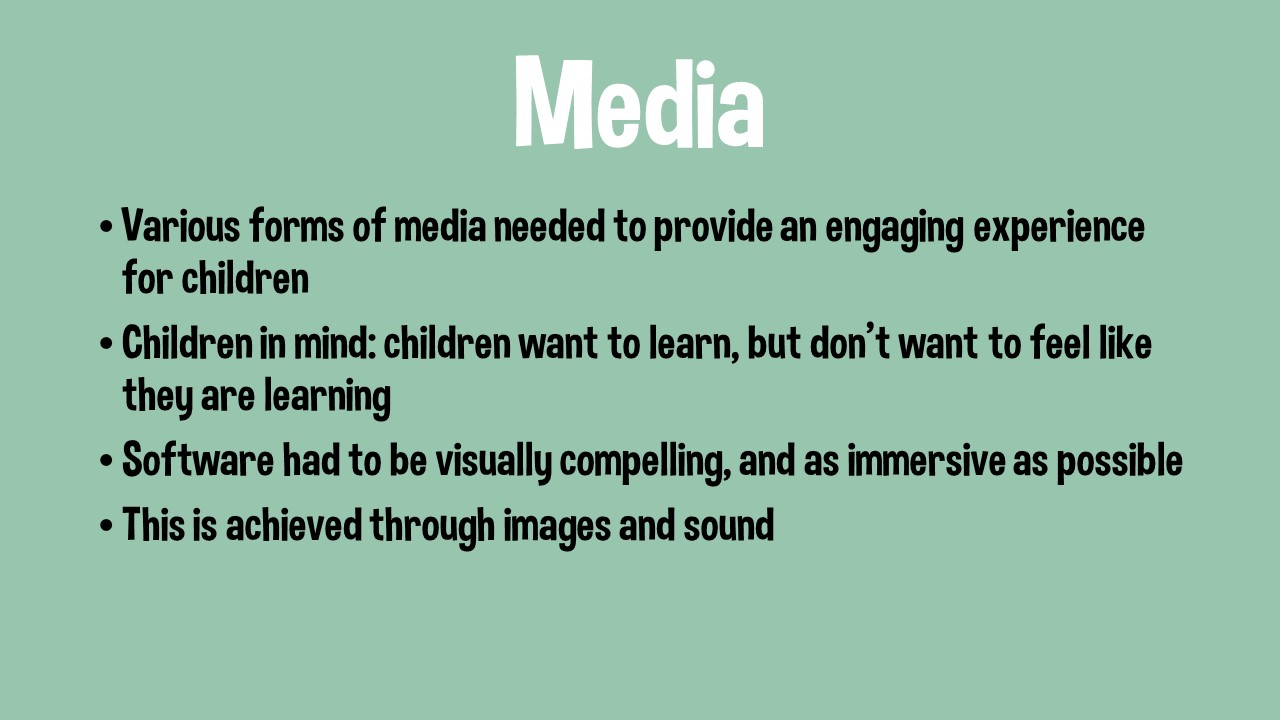 Media
• Various forms of media needed to provide an engaging experience
for children
• Children in mind: children want to learn, but don’t want to feel like
they are learning
• Software had to be visually compelling, and as immersive as possible
• This is achieved through images and sound